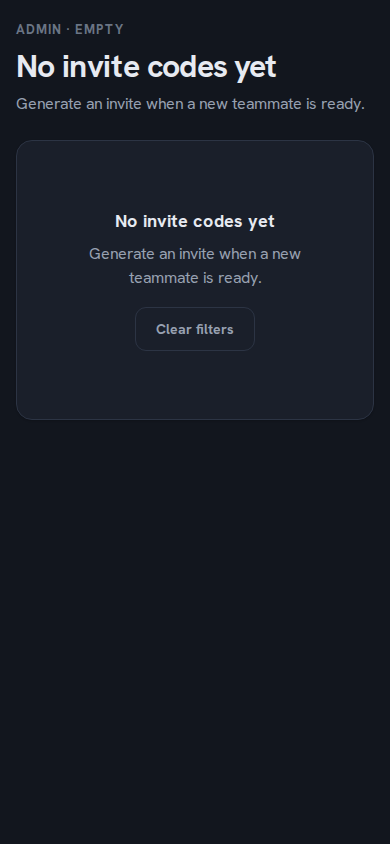 ADMIN · EMPTY
No invite codes yet
Generate an invite when a new teammate is ready.
No invite codes yet
Generate an invite when a new
teammate is ready.
Clear filters